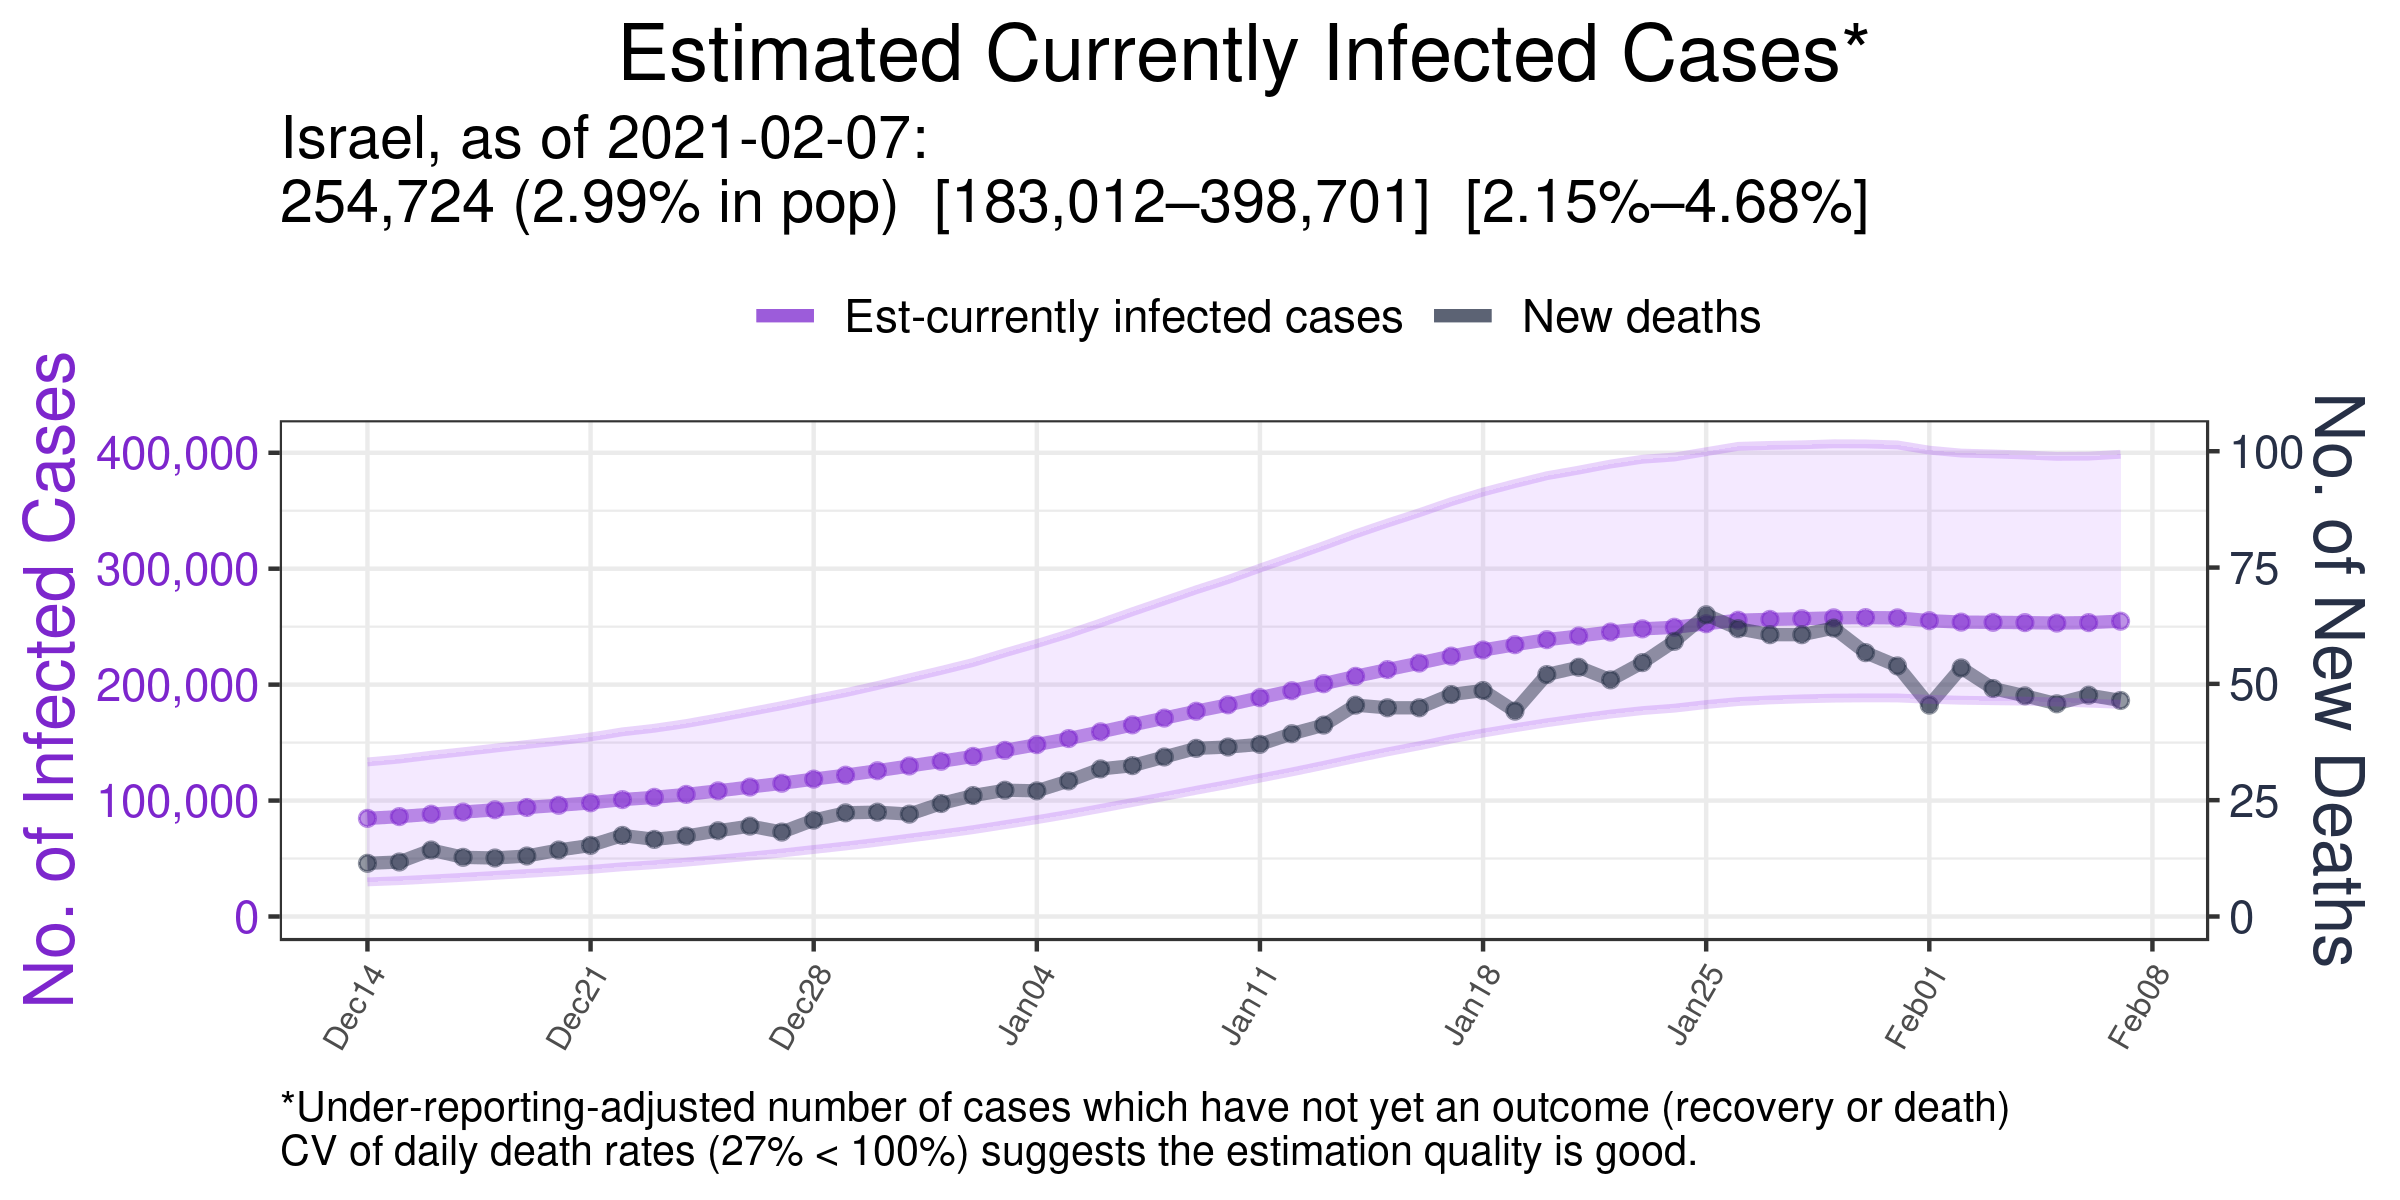 Estimated Currently Infected Cases*
Israel, as of 2021-02-07:
254,724 (2.99% in pop)  [183,012–398,701]  [2.15%–4.68%]
Est-currently infected cases
New deaths
No. of Infected Cases
400,000
300,000
200,000
100,000
0
100
75
50
25
0
No. of New Deaths
Dec14
Dec21
Dec28
Jan04
Jan11
Jan18
Jan25
Feb01
Feb08
*Under-reporting-adjusted number of cases which have not yet an outcome (recovery or death)
CV of daily death rates (27% < 100%) suggests the estimation quality is good.